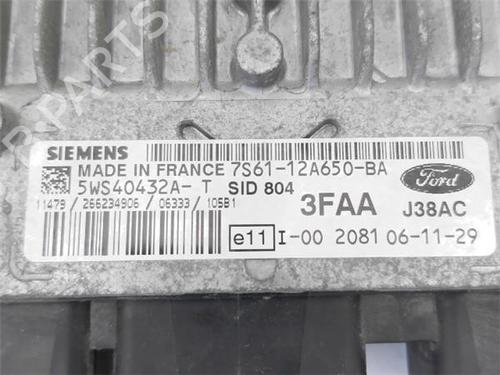 SIEMENS
MADE IN FRANCE 7S61-12A650-BA
5WS40432A- T SID 804
Ford
11479 / 266234906 / 06333 / 105B1
3FAA J38AC
e11 I-00 2081 06-11-29
B-PARTS